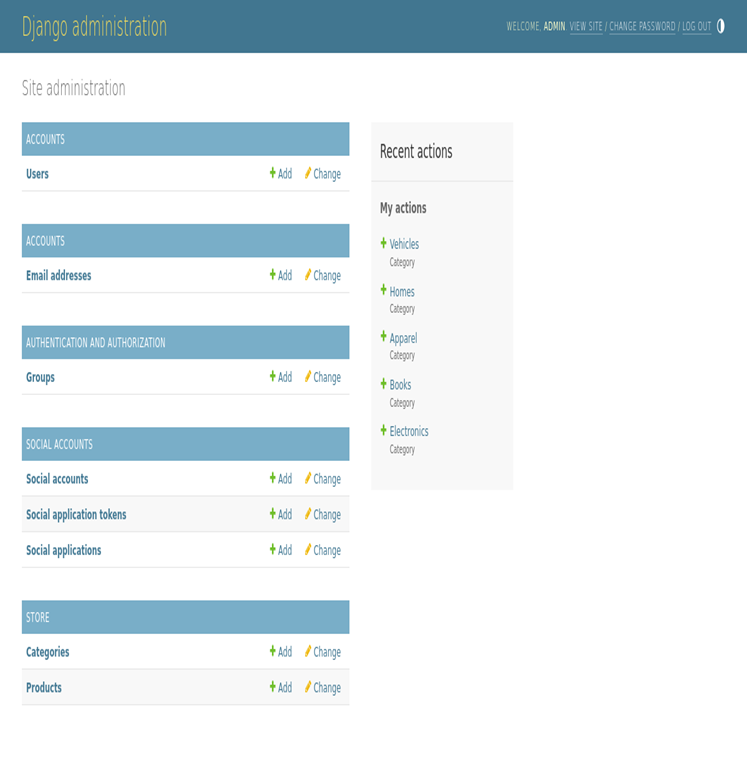 Django administration
WELCOME, ADMIN VIEW SITE / CHANGE PASSWORD / LOG OUT
Site administration
ACCOUNTS
Users Add Change
ACCOUNTS
Email addresses Add Change
AUTHENTICATION AND AUTHORIZATION
Groups Add Change
SOCIAL ACCOUNTS
Social accounts Add Change
Social application tokens Add Change
Social applications Add Change
STORE
Categories Add Change
Products Add Change
Recent actions
My actions
Vehicles
Category
Homes
Category
Apparel
Category
Books
Category
Electronics
Category